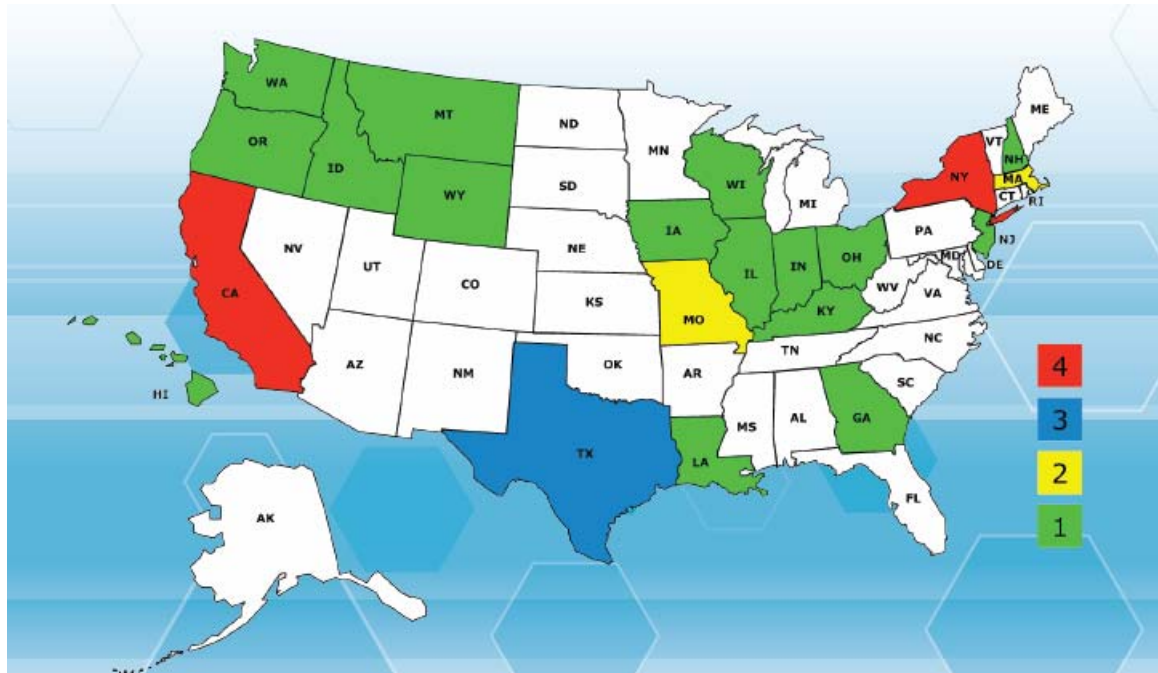 WA
MT
ND
ME
OR
MN
VT
ID
SD
WI
NY
NH
MA
WY
MI
CT
RI
IA
PA
NV
NE
NJ
UT
OH
MD
DE
IL
IN
CO
WV
VA
CA
KS
MO
KY
NC
TN
AZ
OK
NM
AR
SC
HI
MS
AL
GA
TX
LA
FL
AK
4
3
2
1